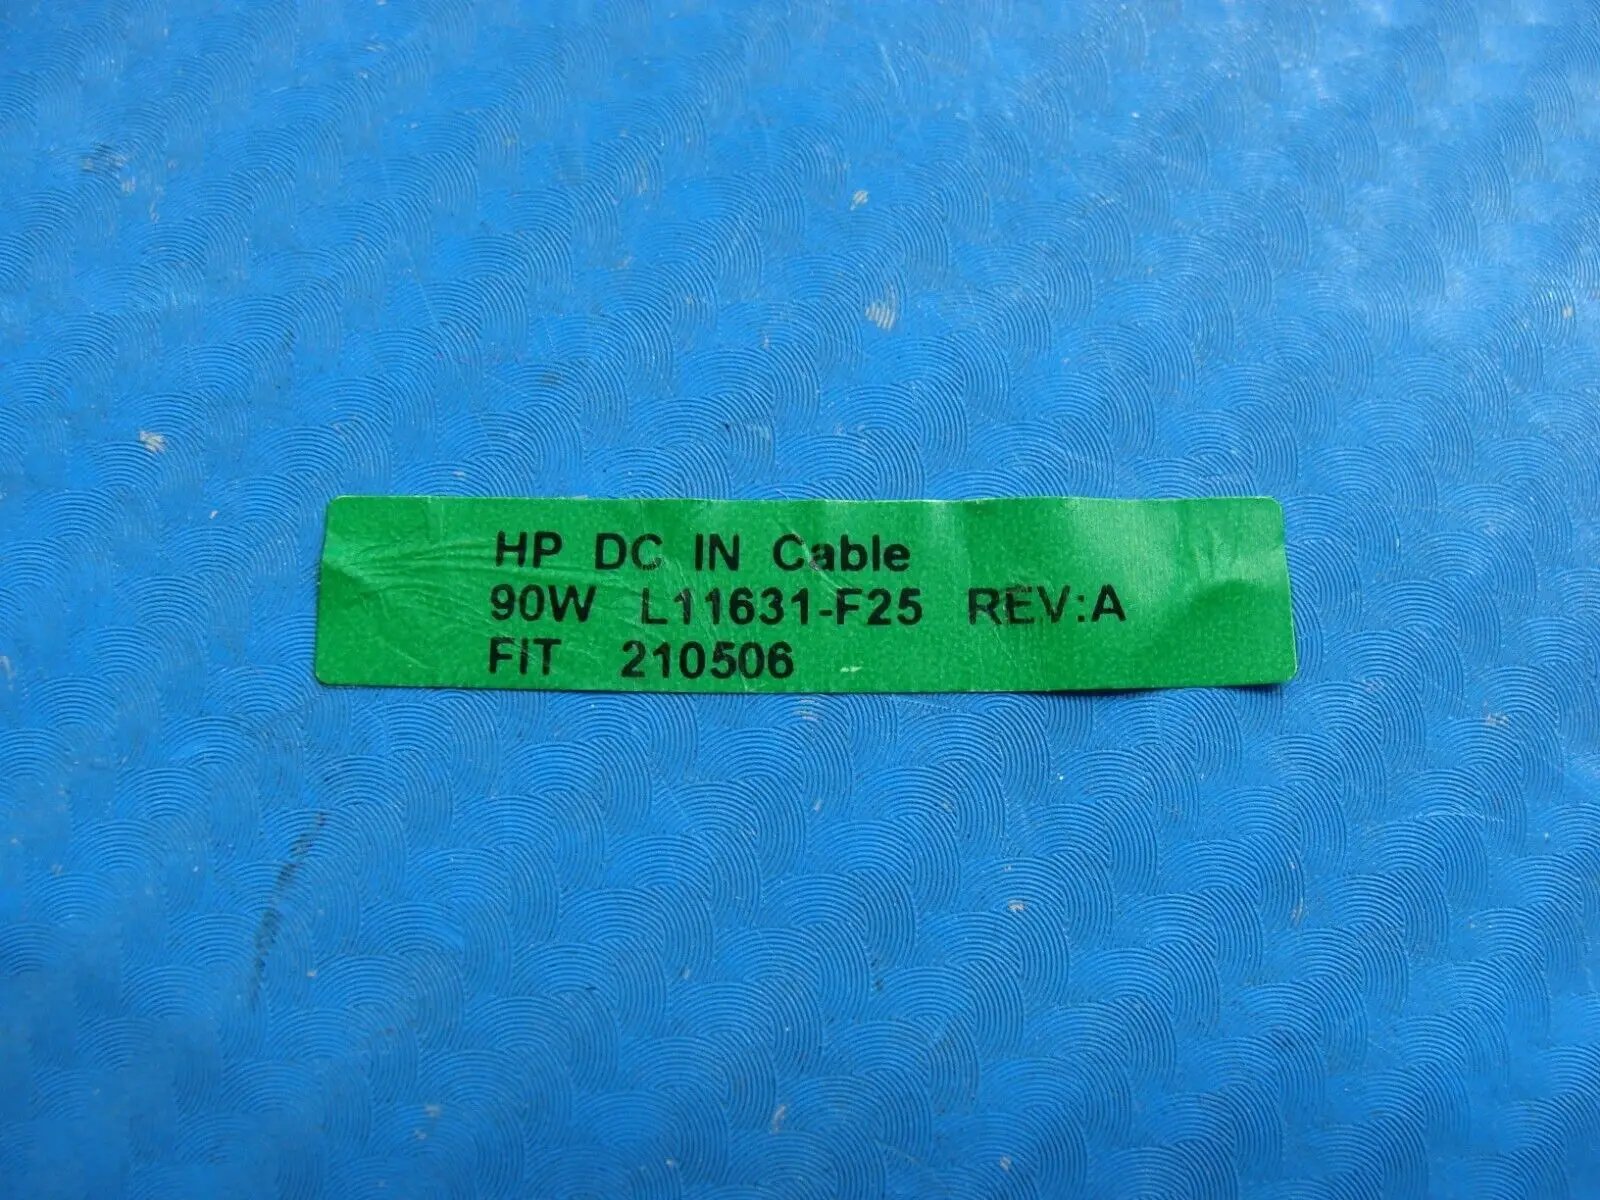 HP DC IN Cable
90W L11631-F25 REV:A
FIT 210506